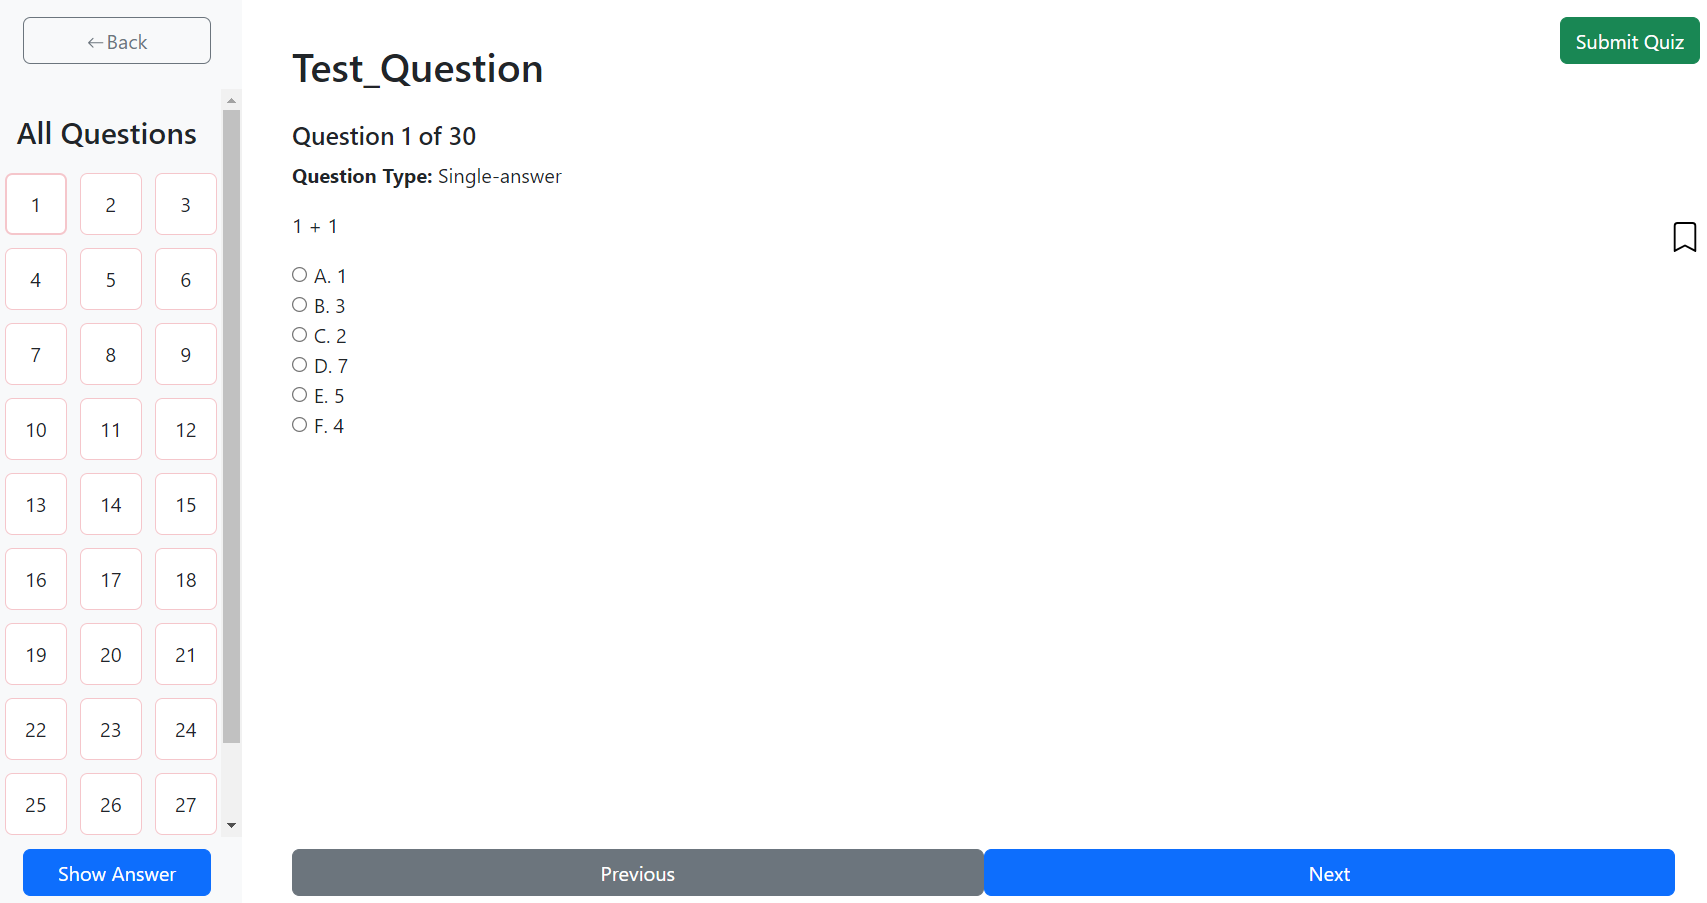 ←Back
All Questions
1 2 3
4 5 6
7 8 9
10 11 12
13 14 15
16 17 18
19 20 21
22 23 24
25 26 27
Show Answer
Submit Quiz
Test_Question
Question 1 of 30
Question Type: Single-answer
1 + 1
A. 1
B. 3
C. 2
D. 7
E. 5
F. 4
Previous
Next